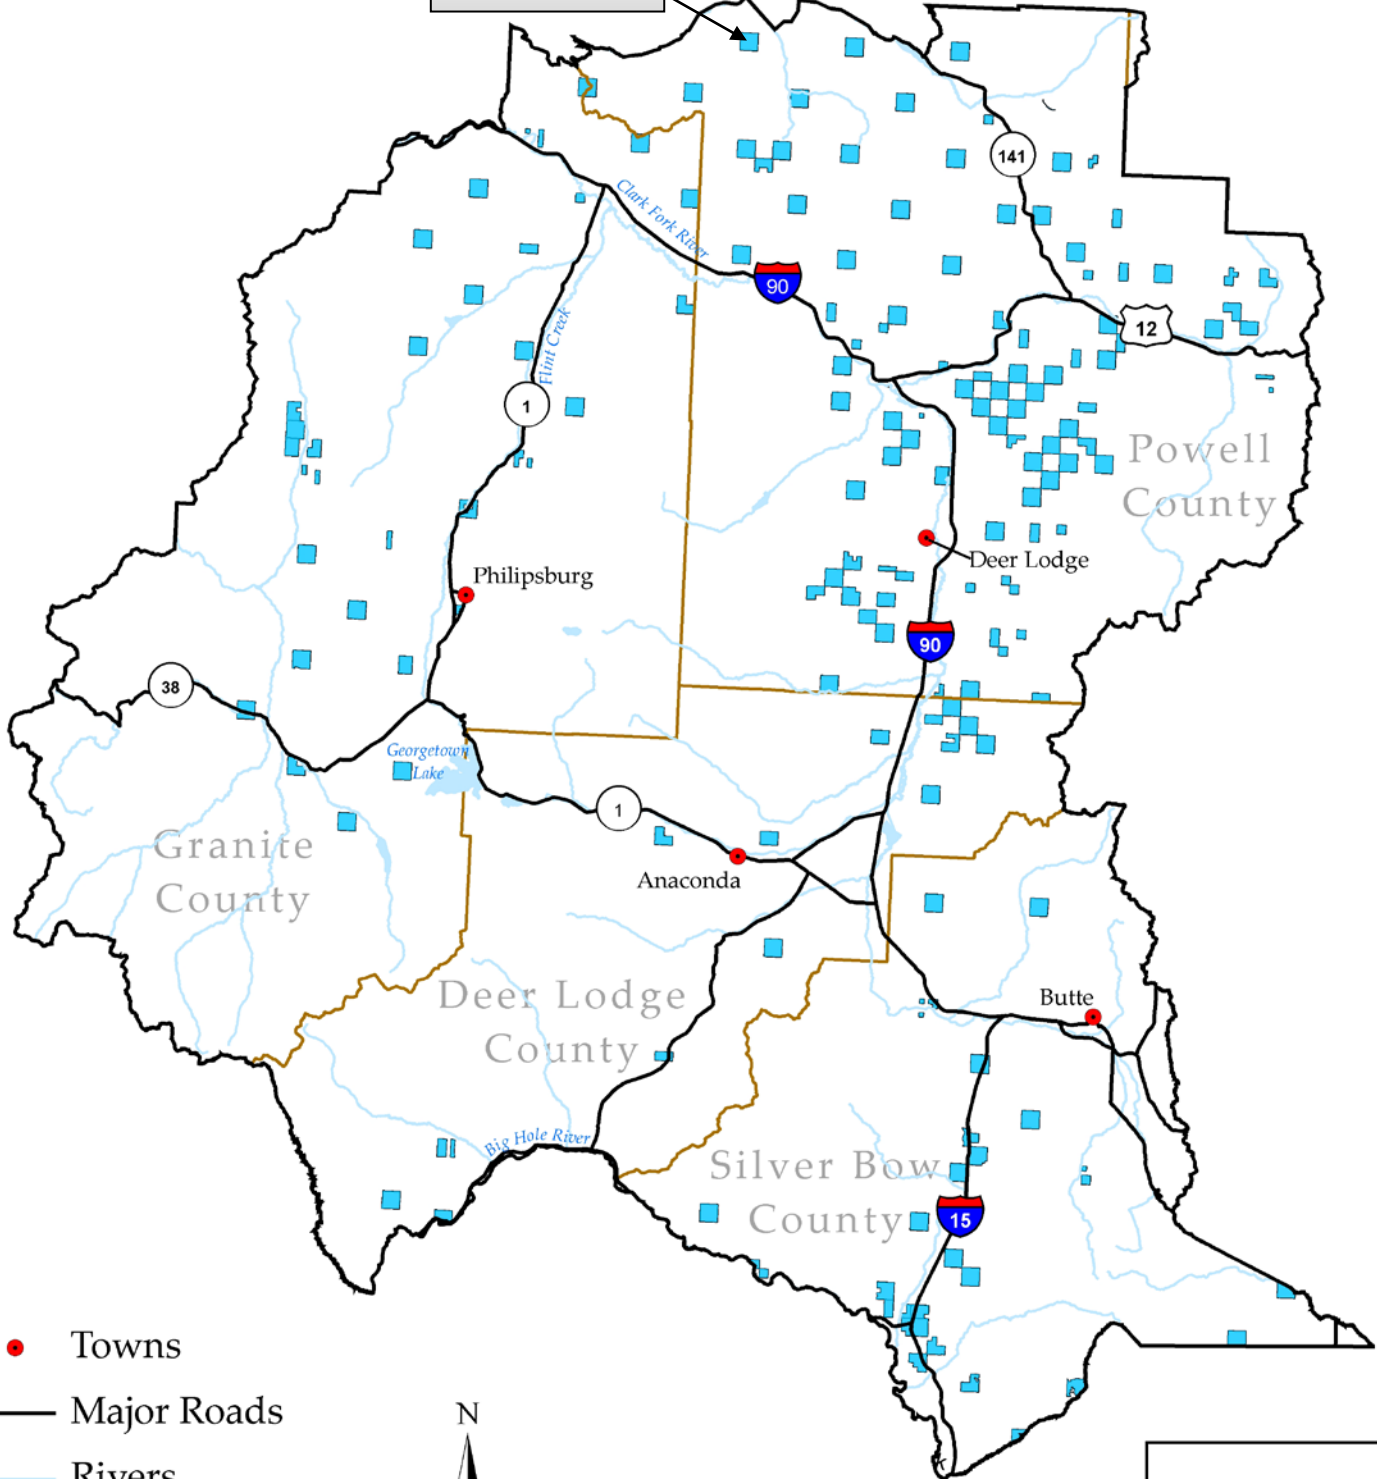 141
Clark Fork River
90
12
Flint Creek
1
Powell
County
Deer Lodge
Philipsburg
90
38
Georgetown
Lake
1
Granite
County
Anaconda
Deer Lodge
County
Butte
Big Hole River
Silver Bow
County
15
Towns
Major Roads
N
Rivers